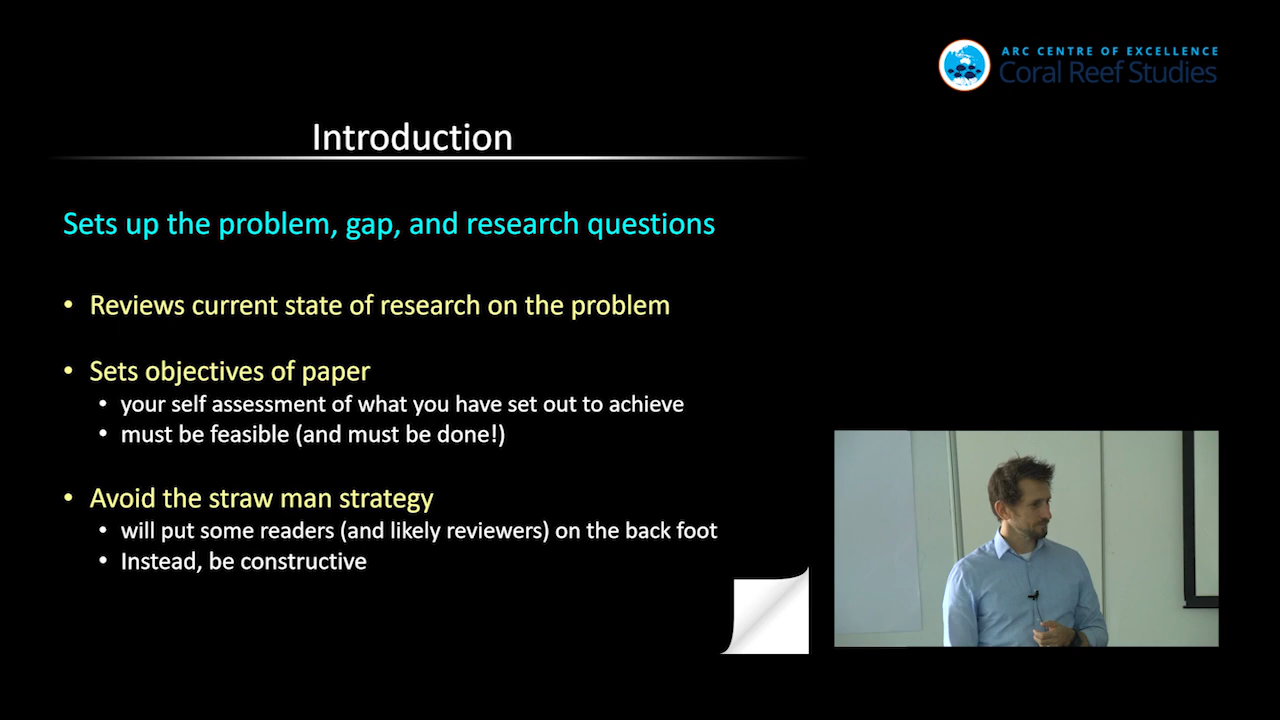 ARC CENTRE OF EXCELLENCE
Coral Reef Studies
Introduction
Sets up the problem, gap, and research questions
• Reviews current state of research on the problem
• Sets objectives of paper
• your self assessment of what you have set out to achieve
• must be feasible (and must be done!)
• Avoid the straw man strategy
• will put some readers (and likely reviewers) on the back foot
• Instead, be constructive